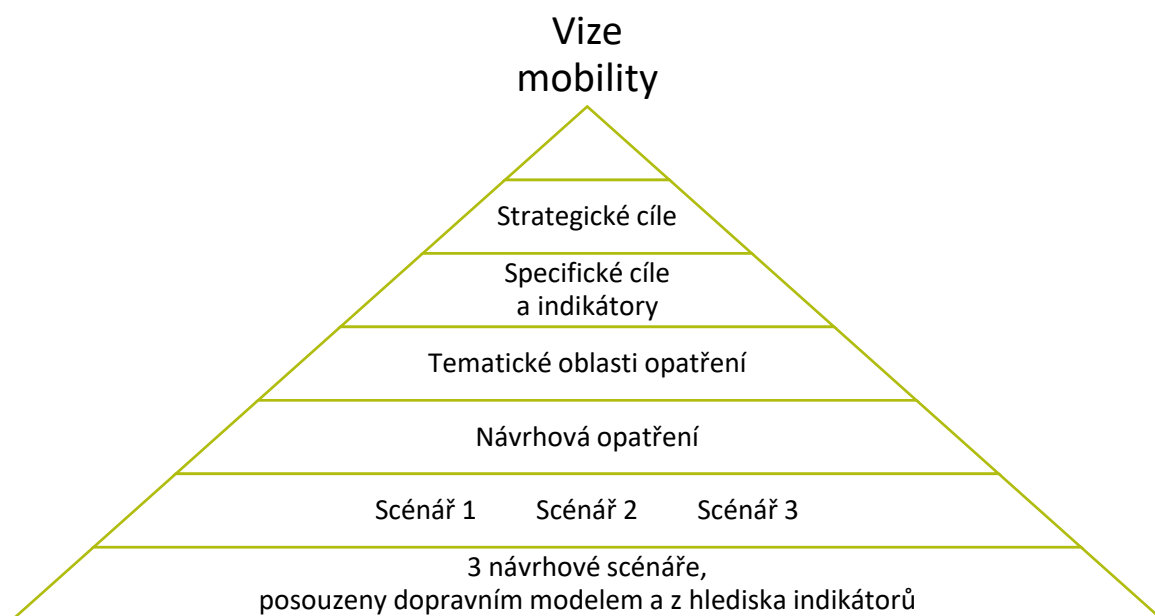 Vize
mobility
Strategické cíle
Specifické cíle
a indikátory
Tematické oblasti opatření
Návrhová opatření
Scénář 1 Scénář 2 Scénář 3
3 návrhové scénáře,
posouzeny dopravním modelem a z hlediska indikátorů